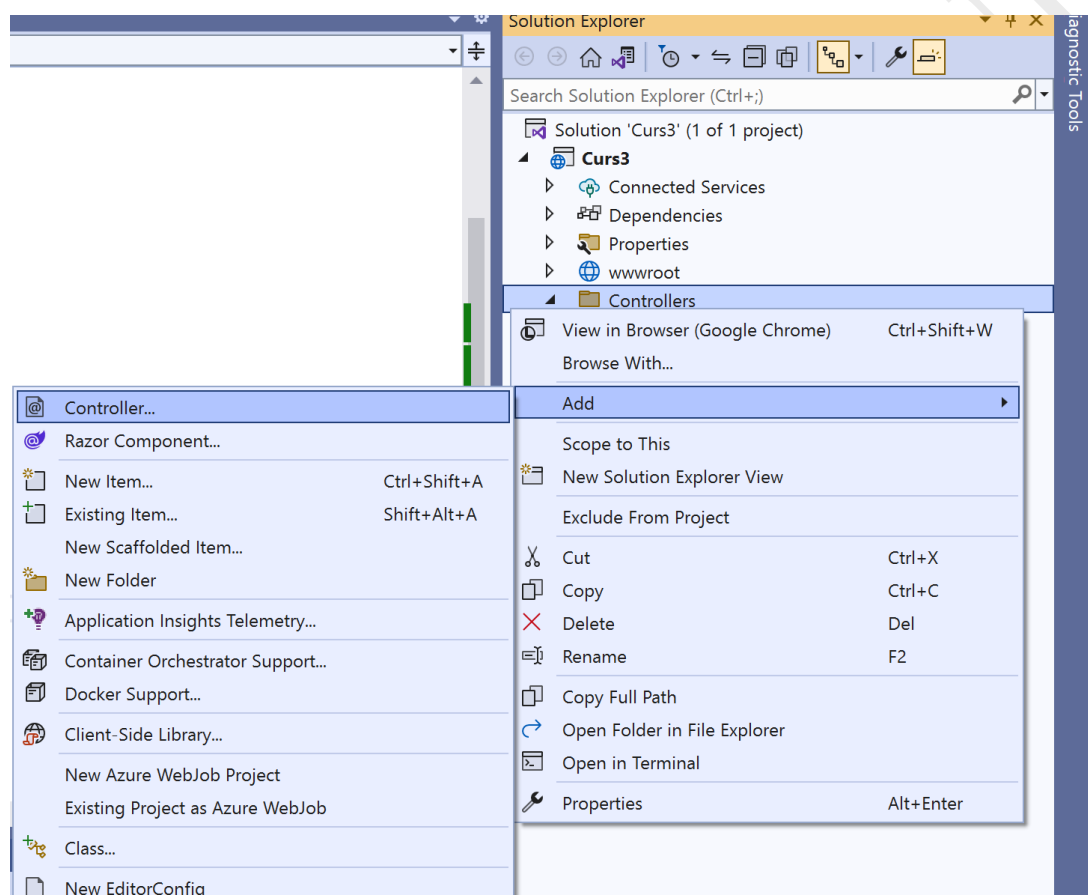 Solution Explorer
Search Solution Explorer (Ctrl+;)
Solution 'Curs3' (1 of 1 project)
Curs3
Connected Services
Dependencies
Properties
wwwroot
Controllers
View in Browser (Google Chrome) Ctrl+Shift+W
Browse With...
Add
Scope to This
New Solution Explorer View
Exclude From Project
Cut Ctrl+X
Copy Ctrl+C
Delete Del
Rename F2
Copy Full Path
Open Folder in File Explorer
Open in Terminal
Properties Alt+Enter
Controller...
Razor Component...
New Item... Ctrl+Shift+A
Existing Item... Shift+Alt+A
New Scaffolded Item...
New Folder
Application Insights Telemetry...
Container Orchestrator Support...
Docker Support...
Client-Side Library...
New Azure WebJob Project
Existing Project as Azure WebJob
Class...
New EditorConfig
iagnostic Tools